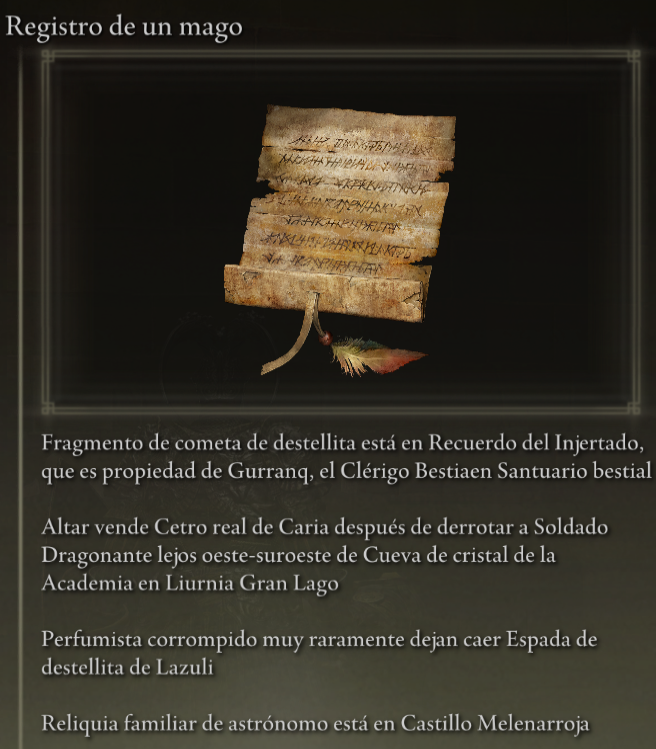 Registro de un mago
Fragmento de cometa de destellita está en Recuerdo del Injertado,
que es propiedad de Gurranq, el Clérigo Bestiaen Santuario bestial
Altar vende Cetro real de Caria después de derrotar a Soldado
Dragonante lejos oeste-suroeste de Cueva de cristal de la
Academia en Liurnia Gran Lago
Perfumista corrompido muy raramente dejan caer Espada de
destellita de Lazuli
Reliquia familiar de astrónomo está en Castillo Melenarroja